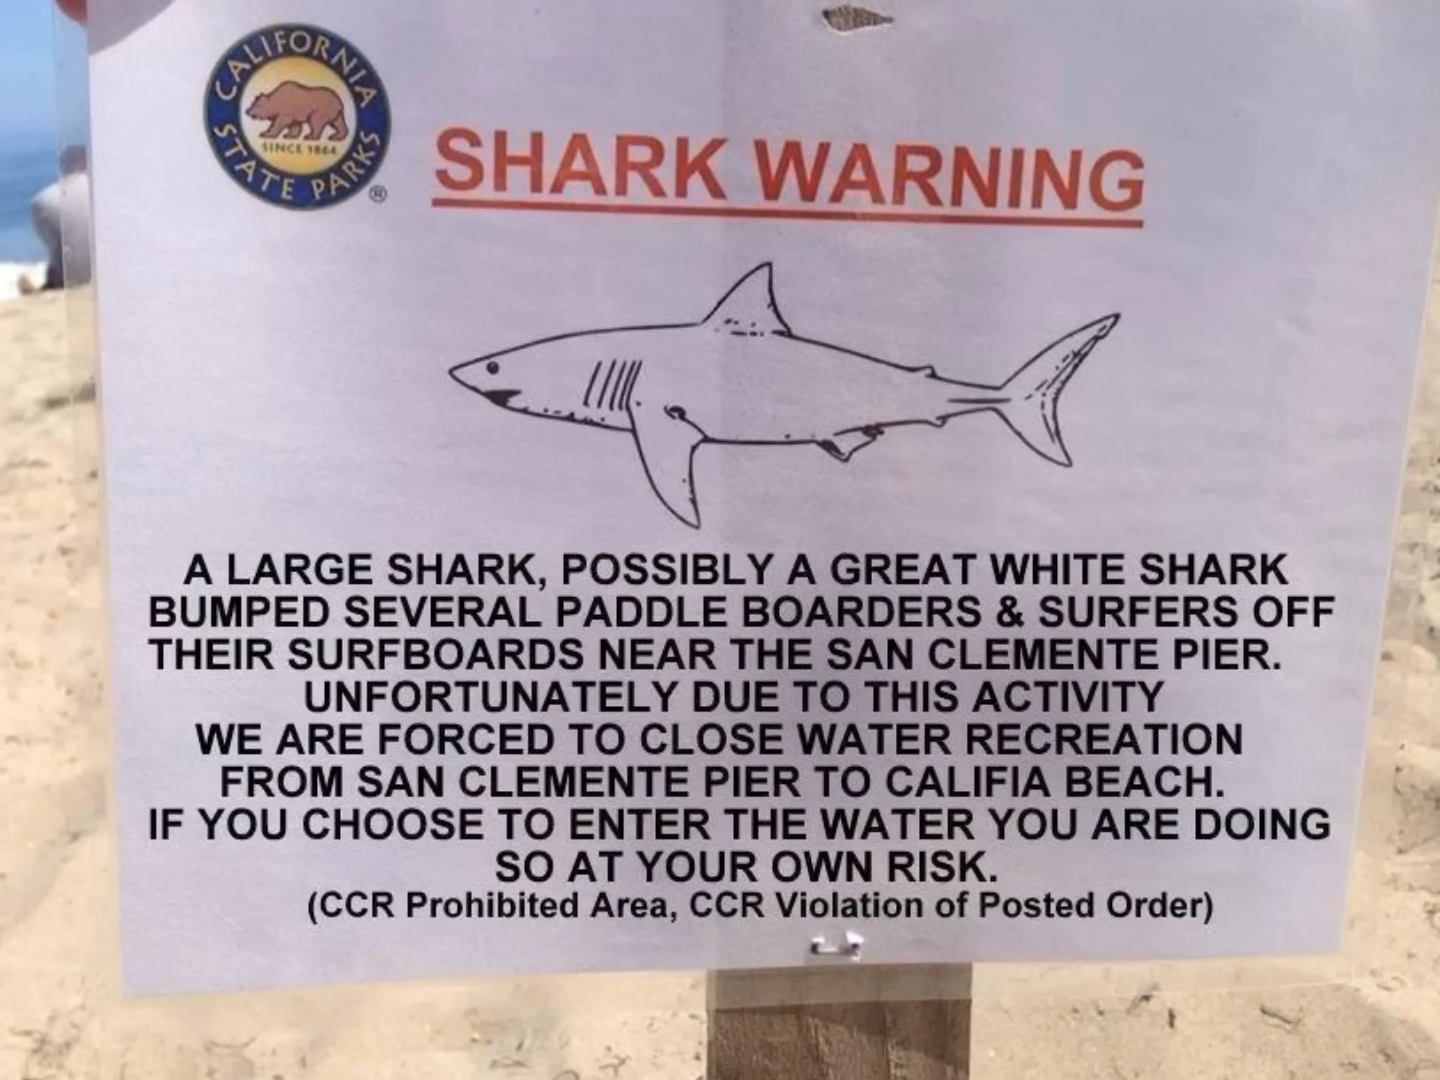 CALIFORNIA
STATE PARKS
SINCE 1864
®
SHARK WARNING
A LARGE SHARK, POSSIBLY A GREAT WHITE SHARK
BUMPED SEVERAL PADDLE BOARDERS & SURFERS OFF
THEIR SURFBOARDS NEAR THE SAN CLEMENTE PIER.
UNFORTUNATELY DUE TO THIS ACTIVITY
WE ARE FORCED TO CLOSE WATER RECREATION
FROM SAN CLEMENTE PIER TO CALIFIA BEACH.
IF YOU CHOOSE TO ENTER THE WATER YOU ARE DOING
SO AT YOUR OWN RISK.
(CCR Prohibited Area, CCR Violation of Posted Order)